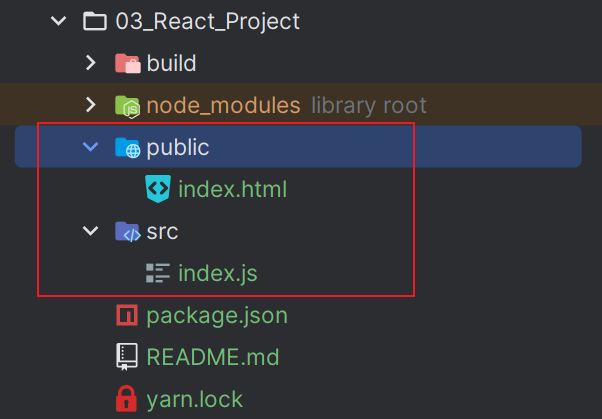 03_React_Project
build
node_modules library root
public
index.html
src
index.js
package.json
README.md
yarn.lock